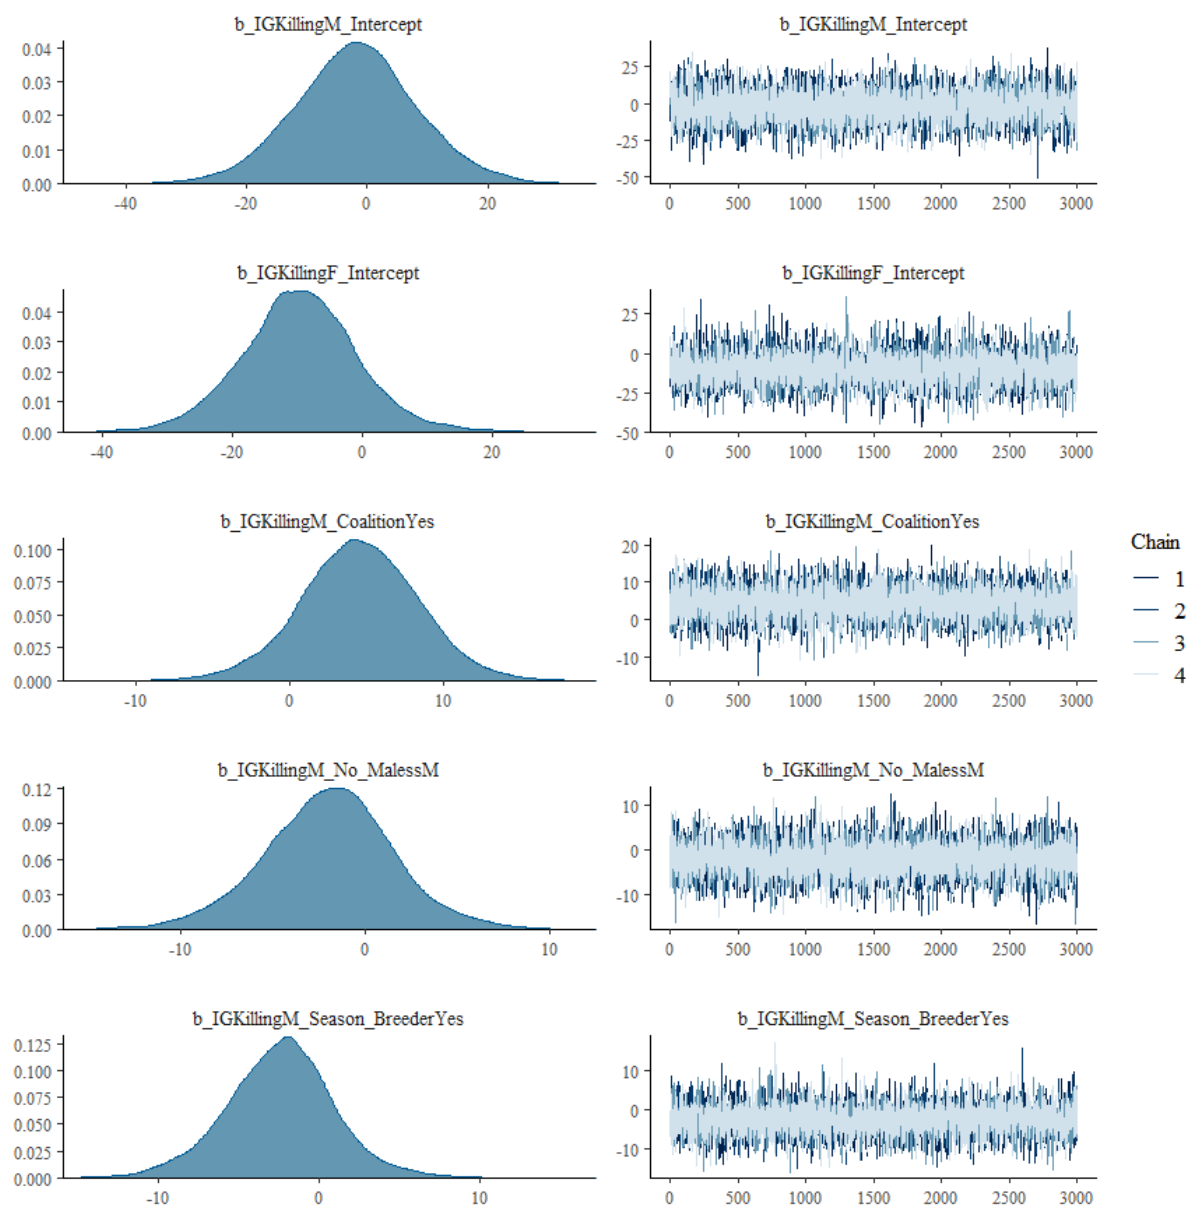 b_IGKillingM_Intercept
b_IGKillingM_Intercept
0.04
0.03
0.02
0.01
0.00
-40 -20 0 20
25
0
-25
-50
0 500 1000 1500 2000 2500 3000
b_IGKillingF_Intercept
b_IGKillingF_Intercept
0.04
0.03
0.02
0.01
0.00
-40 -20 0 20
25
0
-25
-50
0 500 1000 1500 2000 2500 3000
b_IGKillingM_CoalitionYes
b_IGKillingM_CoalitionYes
0.100
0.075
0.050
0.025
0.000
-10 0 10
20
10
0
-10
0 500 1000 1500 2000 2500 3000
Chain
1
2
3
4
b_IGKillingM_No_MalessM
b_IGKillingM_No_MalessM
0.12
0.09
0.06
0.03
0.00
-10 0 10
10
0
-10
0 500 1000 1500 2000 2500 3000
b_IGKillingM_Season_BreederYes
b_IGKillingM_Season_BreederYes
0.125
0.100
0.075
0.050
0.025
0.000
-10 0 10
10
0
-10
0 500 1000 1500 2000 2500 3000